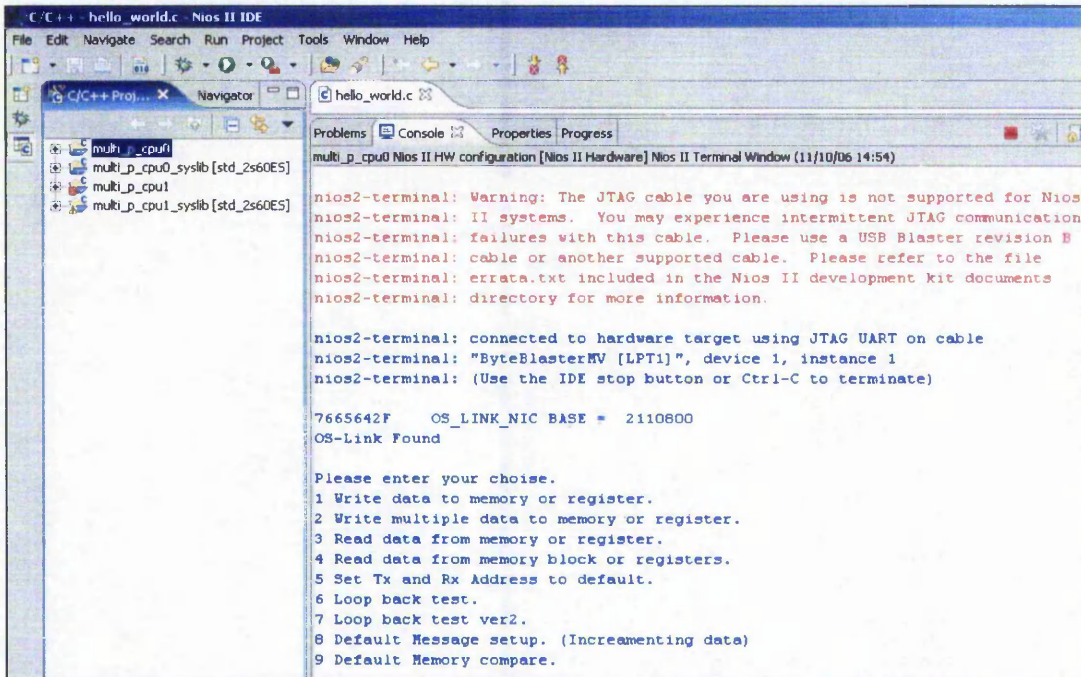 C/C++ - hello_world.c - Nios II IDE
File Edit Navigate Search Run Project Tools Window Help
C/C++ Proj... Navigator
hello_world.c
Problems Console Properties Progress
multi_p_cpu0 Nios II HW configuration [Nios II Hardware] Nios II Terminal Window (11/10/06 14:54)
multi_p_cpu0
multi_p_cpu0_syslib [std_2s60ES]
multi_p_cpu1
multi_p_cpu1_syslib [std_2s60ES]
nios2-terminal: Warning: The JTAG cable you are using is not supported for Nios
nios2-terminal: II systems. You may experience intermittent JTAG communication
nios2-terminal: failures with this cable. Please use a USB Blaster revision B
nios2-terminal: cable or another supported cable. Please refer to the file
nios2-terminal: errata.txt included in the Nios II development kit documents
nios2-terminal: directory for more information.
nios2-terminal: connected to hardware target using JTAG UART on cable
nios2-terminal: "ByteBlasterMV [LPT1]", device 1, instance 1
nios2-terminal: (Use the IDE stop button or Ctrl-C to terminate)
7665642F OS_LINK_NIC BASE = 2110800
OS-Link Found
Please enter your choise.
1 Write data to memory or register.
2 Write multiple data to memory or register.
3 Read data from memory or register.
4 Read data from memory block or registers.
5 Set Tx and Rx Address to default.
6 Loop back test.
7 Loop back test ver2.
8 Default Message setup. (Increamenting data)
9 Default Memory compare.